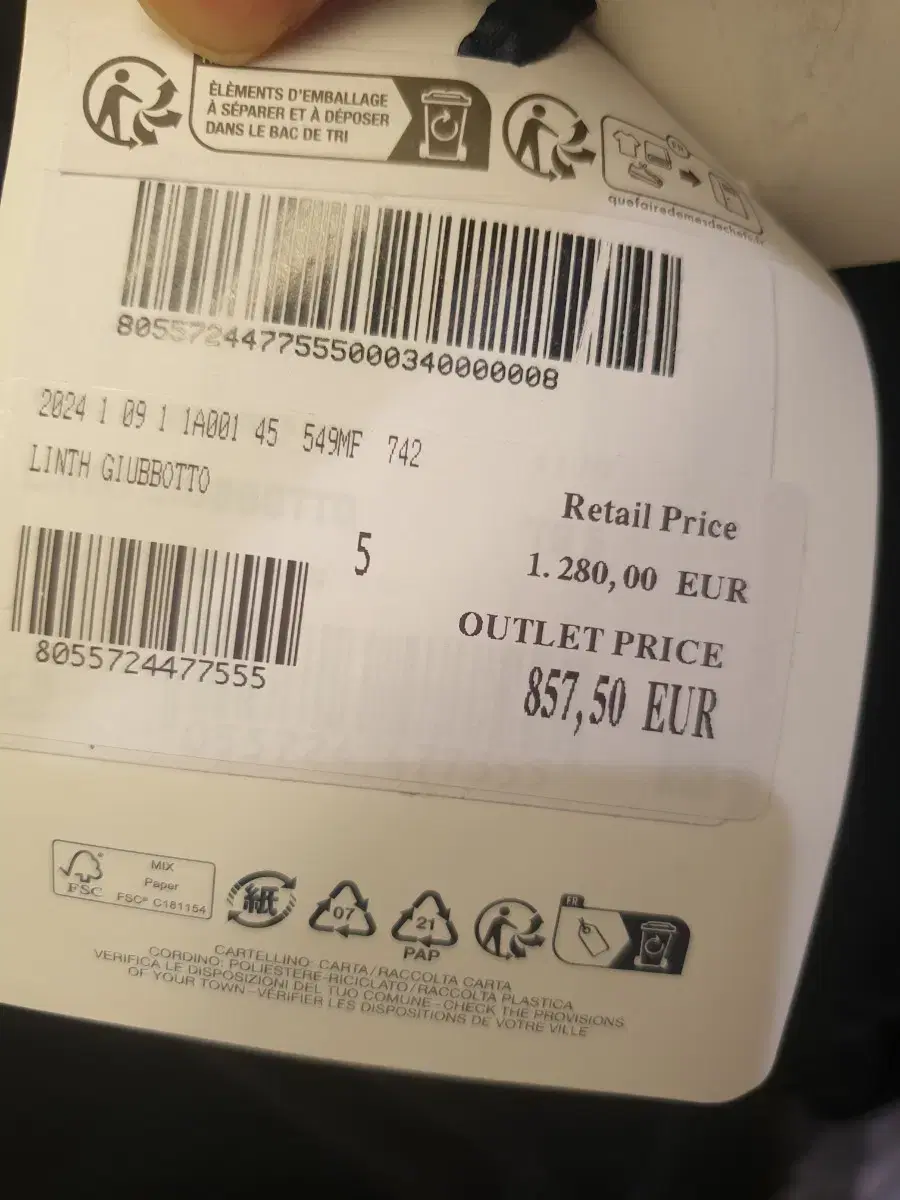 ÉLÉMENTS D'EMBALLAGE
À SÉPARER ET À DÉPOSER
DANS LE BAC DE TRI
FR
quefairedemesdechets.fr
8055724477555000340000008
2024 1 09 1 1A001 45 549MF 742
LINTH GIUBBOTTO
5
Retail Price
1.280,00 EUR
OUTLET PRICE
857,50 EUR
8055724477555
FSC
MIX
Paper
FSC® C181154
紙
07
21
PAP
FR
CARTELLINO: CARTA/RACCOLTA CARTA
CORDINO: POLIESTERE-RICICLATO/RACCOLTA PLASTICA
VERIFICA LE DISPOSIZIONI DEL TUO COMUNE-CHECK THE PROVISIONS
OF YOUR TOWN-VÉRIFIER LES DISPOSITIONS DE VOTRE VILLE